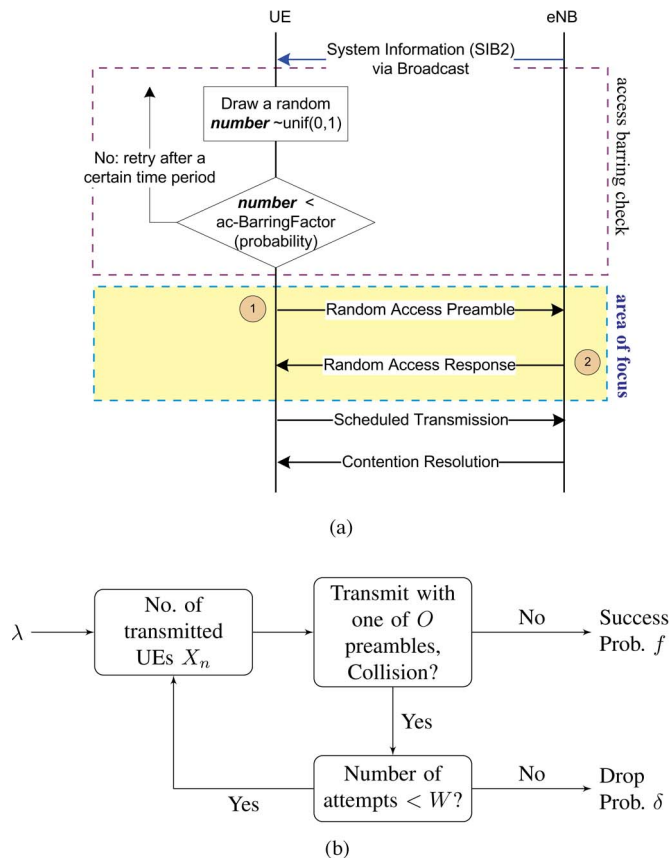 UE
eNB
System Information (SIB2)
via Broadcast
Draw a random
number ~unif(0,1)
No: retry after a
certain time period
number <
ac-BarringFactor
(probability)
access barring check
1
Random Access Preamble
2
Random Access Response
area of focus
Scheduled Transmission
Contention Resolution
(a)
λ
No. of
transmitted
UEs Xn
Transmit with
one of O
preambles,
Collision?
No
Success
Prob. f
Yes
Number of
attempts < W?
No
Drop
Prob. δ
Yes
(b)